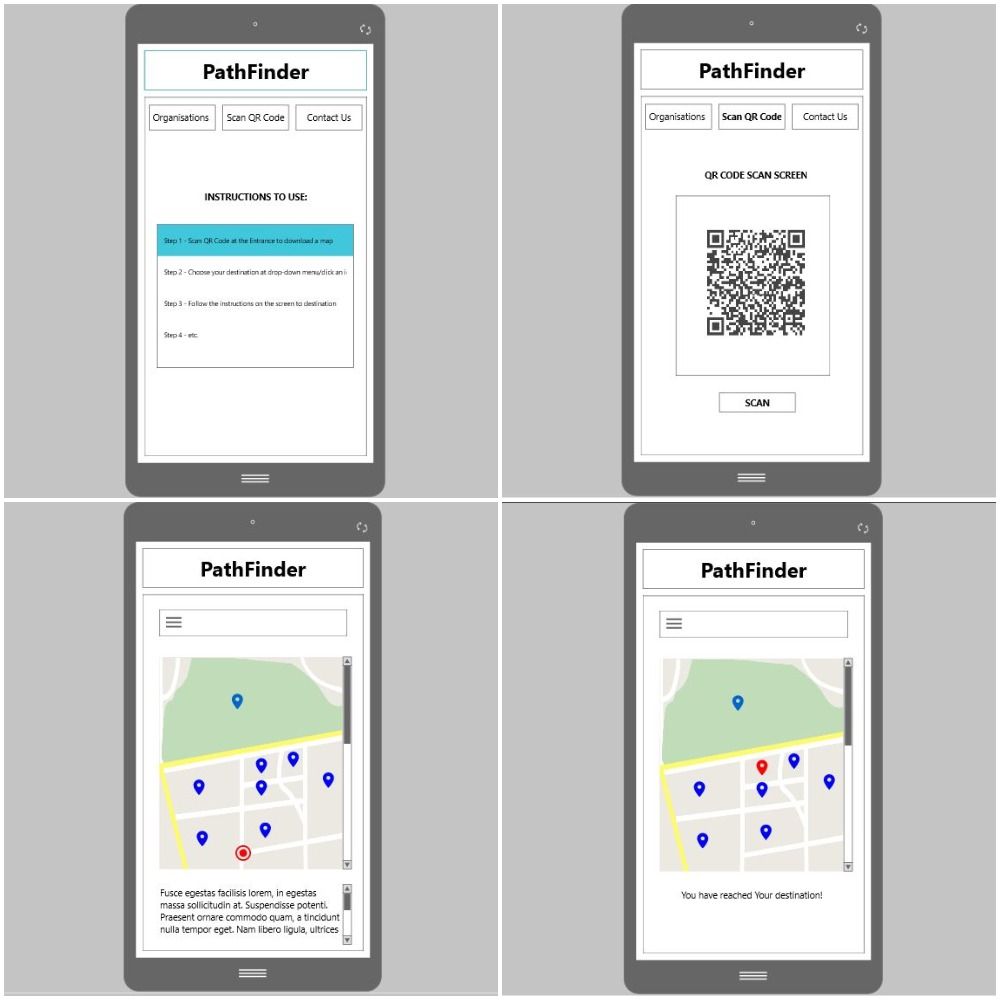 PathFinder
Organisations Scan QR Code Contact Us
INSTRUCTIONS TO USE:
Step 1 - Scan QR Code at the Entrance to download a map
Step 2 - Choose your destination at drop-down menu/click an
Step 3 - Follow the instructions on the screen to destination
Step 4 - etc.
PathFinder
Organisations Scan QR Code Contact Us
QR CODE SCAN SCREEN
SCAN
PathFinder
Fusce egestas facilisis lorem, in egestas
massa sollicitudin at. Suspendisse potenti.
Praesent ornare commodo quam, a tincidunt
nulla tempor eget. Nam libero ligula, ultrices
PathFinder
You have reached Your destination!